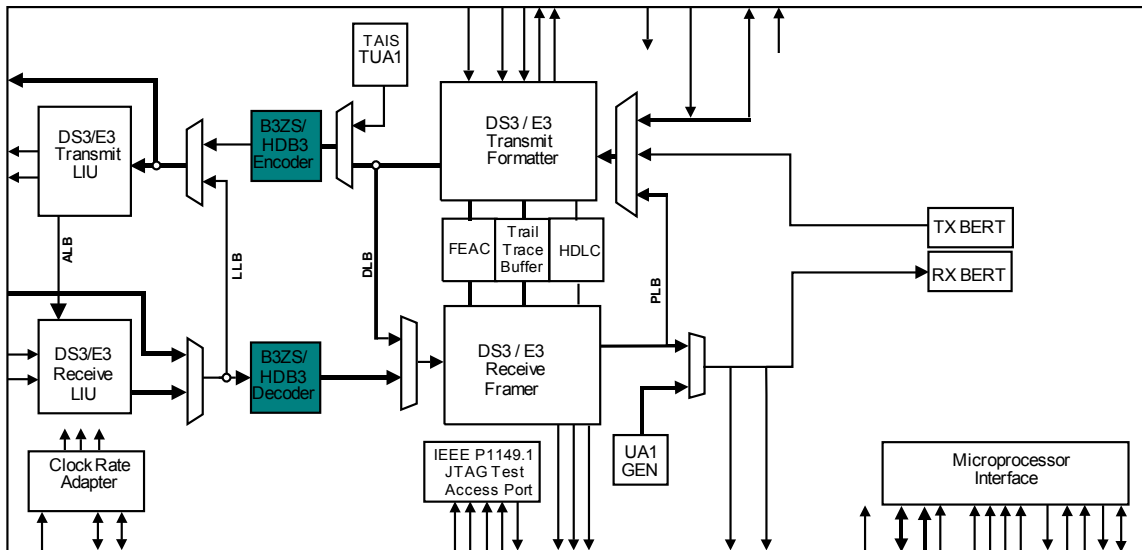 TAIS
TUA1
DS3/E3
Transmit
LIU
B3ZS/
HDB3
Encoder
DS3 / E3
Transmit
Formatter
FEAC
Trail
Trace
Buffer
HDLC
TX BERT
RX BERT
ALB
LLB
DLB
PLB
DS3/E3
Receive
LIU
B3ZS/
HDB3
Decoder
DS3 / E3
Receive
Framer
UA1
GEN
Clock Rate
Adapter
IEEE P1149.1
JTAG Test
Access Port
Microprocessor
Interface